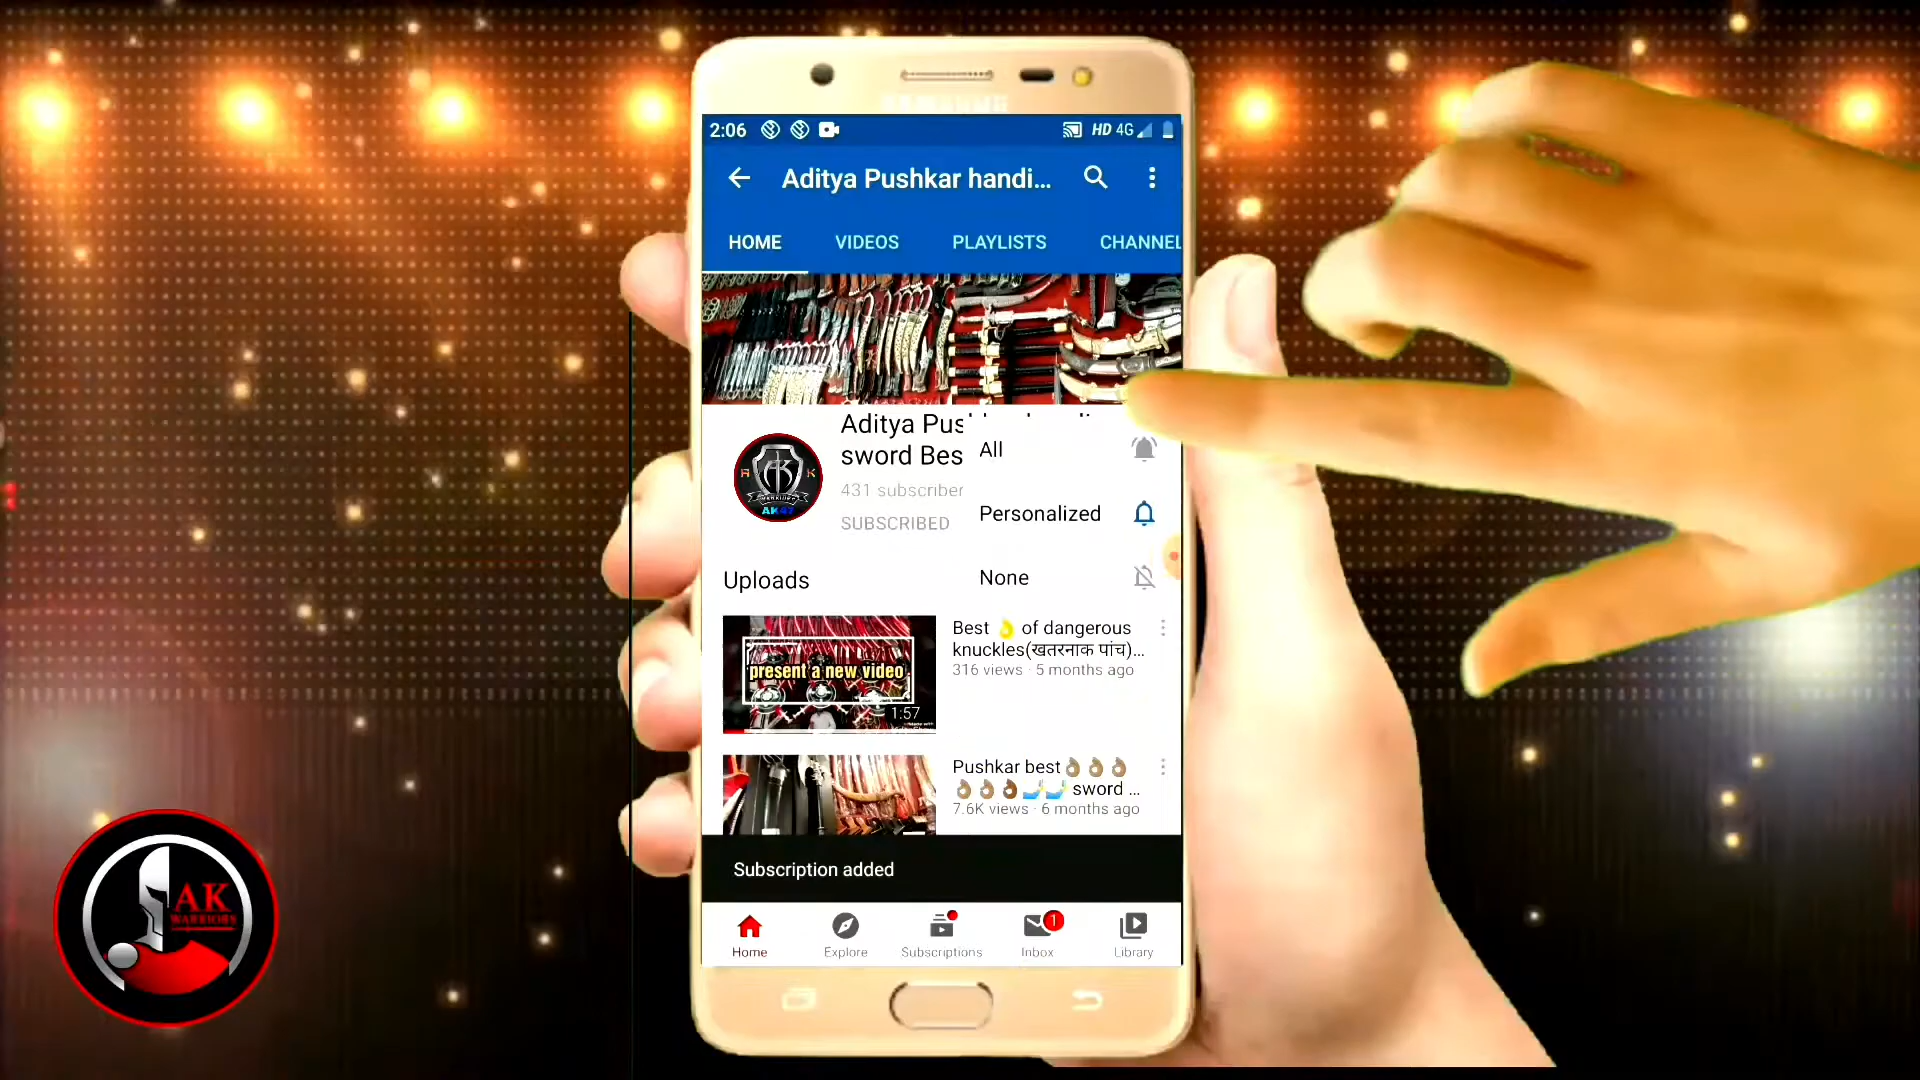 SAMSUNG
2:06
HD 4G
Aditya Pushkar handi...
HOME
VIDEOS
PLAYLISTS
CHANNEL
Aditya Pus
sword Bes
431 subscriber
SUBSCRIBED
All
Personalized
None
AK47
Uploads
present a new video
1:57
Best 👌 of dangerous
knuckles(खतरनाक पांच)...
316 views · 5 months ago
Pushkar best👌🏽👌🏽👌🏽
👌🏽👌🏽👌🏾🤳🤳 sword ...
7.6K views · 6 months ago
Subscription added
Home
Explore
Subscriptions
Inbox
1
Library
AK
WARRIORS